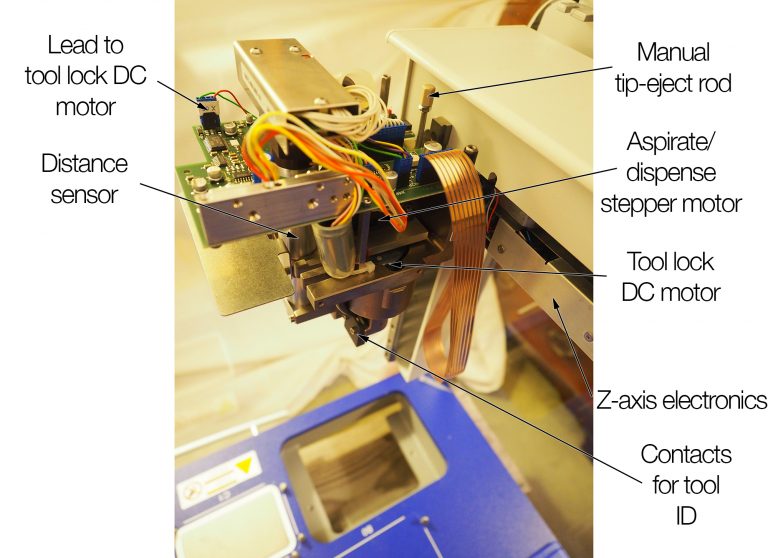 Lead to
tool lock DC
motor
Distance
sensor
Manual
tip-eject rod
Aspirate/
dispense
stepper motor
Tool lock
DC motor
Z-axis electronics
Contacts
for tool
ID